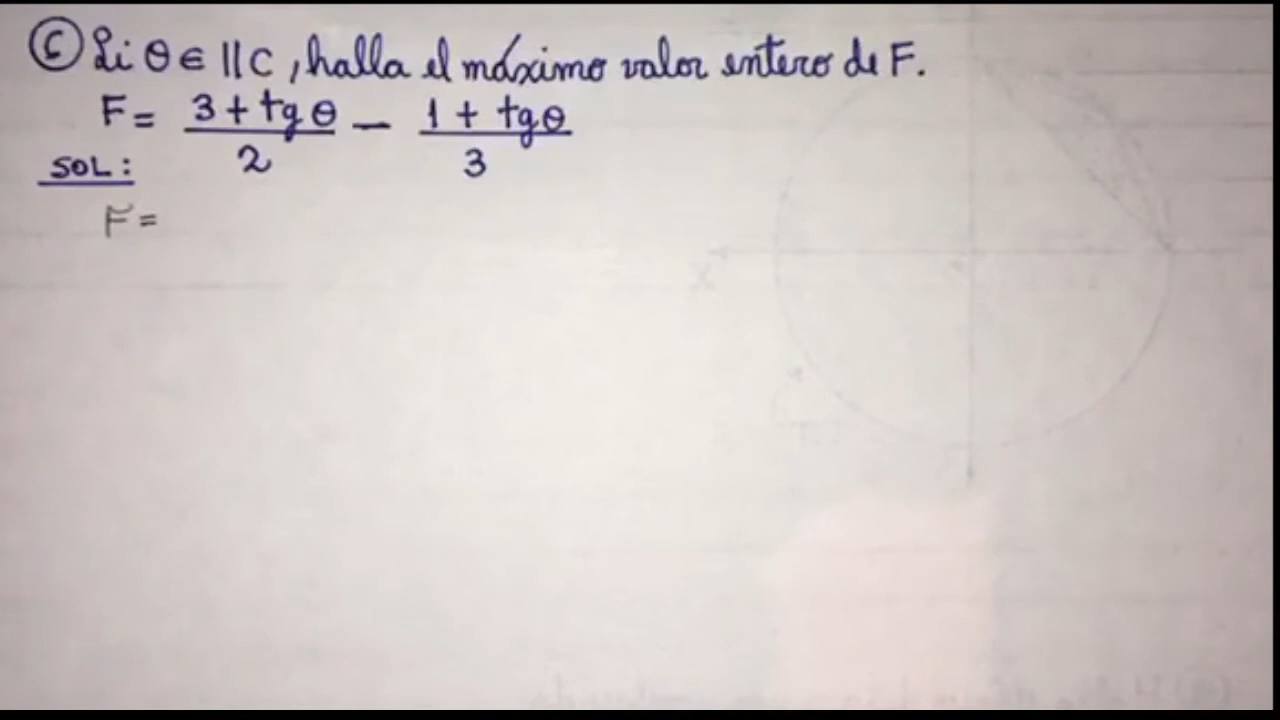 C Si θ ∈ IIC, halla el máximo valor entero de F.
F = 3 + tgθ / 2 - 1 + tgθ / 3
SOL:
F =